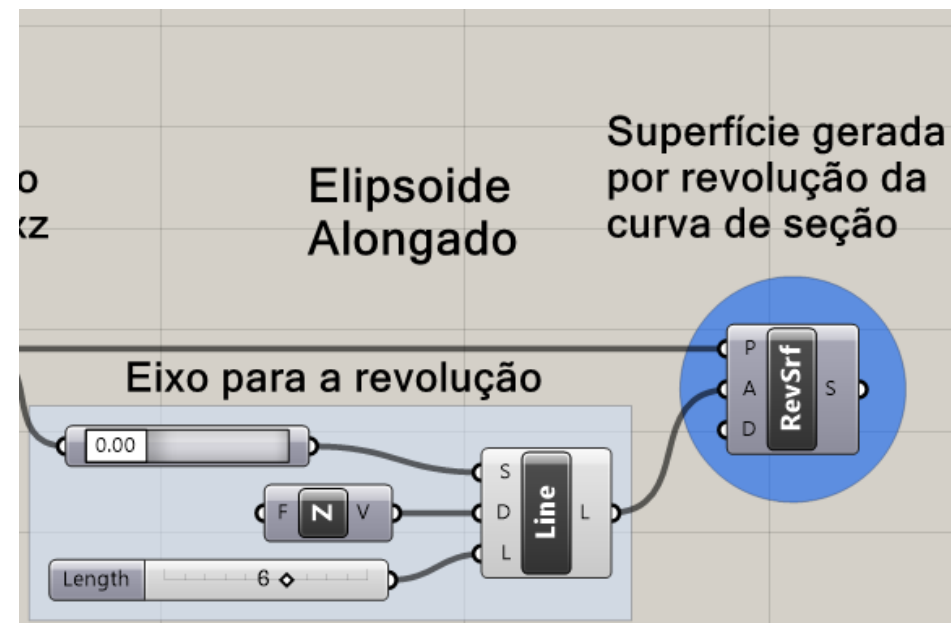 o
xz
Elipsoide
Alongado
Superfície gerada
por revolução da
curva de seção
Eixo para a revolução
P
A
D
RevSrf
S
0.00
F
Z
V
S
D
L
Line
L
Length
6